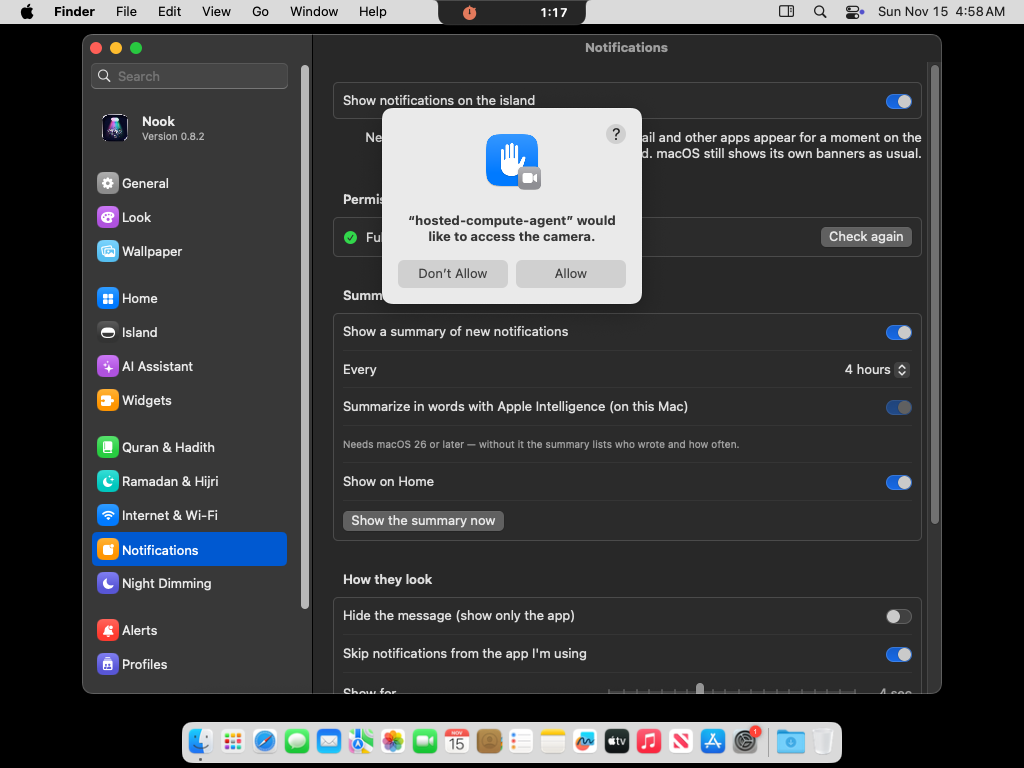 Finder File Edit View Go Window Help
1:17
Sun Nov 15 4:58 AM
Notifications
Search
Nook
Version 0.8.2
General
Look
Wallpaper
Home
Island
AI Assistant
Widgets
Quran & Hadith
Ramadan & Hijri
Internet & Wi-Fi
Notifications
Night Dimming
Alerts
Profiles
Show notifications on the island
ail and other apps appear for a moment on the
macOS still shows its own banners as usual.
Check again
?
“hosted-compute-agent” would
like to access the camera.
Don’t Allow
Allow
Show a summary of new notifications
Every 4 hours
Summarize in words with Apple Intelligence (on this Mac)
Needs macOS 26 or later — without it the summary lists who wrote and how often.
Show on Home
Show the summary now
How they look
Hide the message (show only the app)
Skip notifications from the app I'm using
Show for 4 sec
NOV
15
tv
1